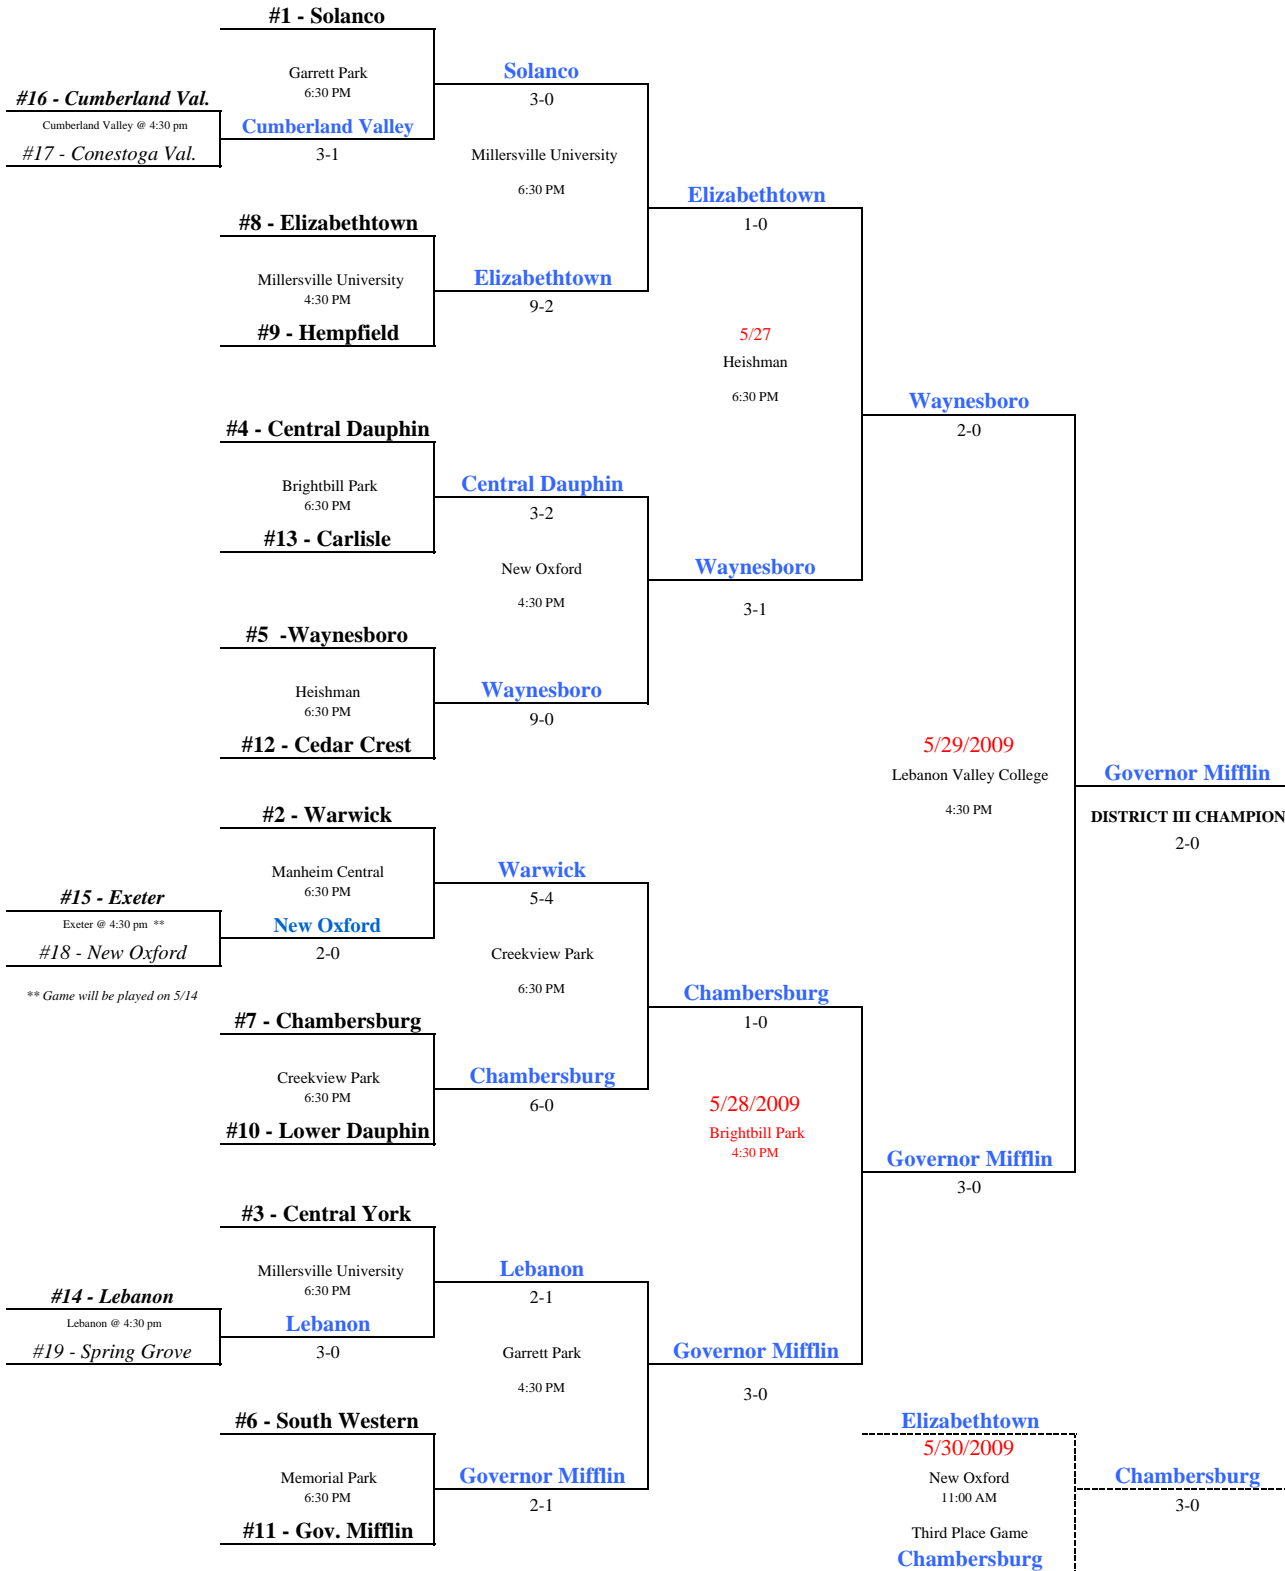 #1 - Solanco
Garrett Park
6:30 PM
Solanco
3-0
#16 - Cumberland Val.
Cumberland Valley @ 4:30 pm
#17 - Conestoga Val.
Cumberland Valley
3-1
Millersville University
6:30 PM
Elizabethtown
1-0
#8 - Elizabethtown
Millersville University
4:30 PM
#9 - Hempfield
Elizabethtown
9-2
5/27
Heishman
6:30 PM
Waynesboro
2-0
#4 - Central Dauphin
Brightbill Park
6:30 PM
#13 - Carlisle
Central Dauphin
3-2
New Oxford
4:30 PM
Waynesboro
3-1
#5  -Waynesboro
Heishman
6:30 PM
#12 - Cedar Crest
Waynesboro
9-0
5/29/2009
Lebanon Valley College
4:30 PM
Governor Mifflin
DISTRICT III CHAMPION
2-0
#2 - Warwick
Manheim Central
6:30 PM
Warwick
5-4
#15 - Exeter
Exeter @ 4:30 pm  **
#18 - New Oxford
New Oxford
2-0
** Game will be played on 5/14
Creekview Park
6:30 PM
Chambersburg
1-0
#7 - Chambersburg
Creekview Park
6:30 PM
#10 - Lower Dauphin
Chambersburg
6-0
5/28/2009
Brightbill Park
4:30 PM
Governor Mifflin
3-0
#3 - Central York
Millersville University
6:30 PM
Lebanon
2-1
#14 - Lebanon
Lebanon @ 4:30 pm
#19 - Spring Grove
Lebanon
3-0
Garrett Park
4:30 PM
Governor Mifflin
3-0
#6 - South Western
Memorial Park
6:30 PM
#11 - Gov. Mifflin
Governor Mifflin
2-1
Elizabethtown
5/30/2009
New Oxford
11:00 AM
Third Place Game
Chambersburg
Chambersburg
3-0